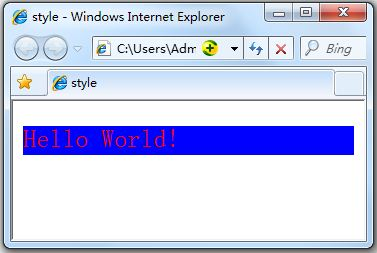 style - Windows Internet Explorer
C:\Users\Adm
Bing
style
Hello World!